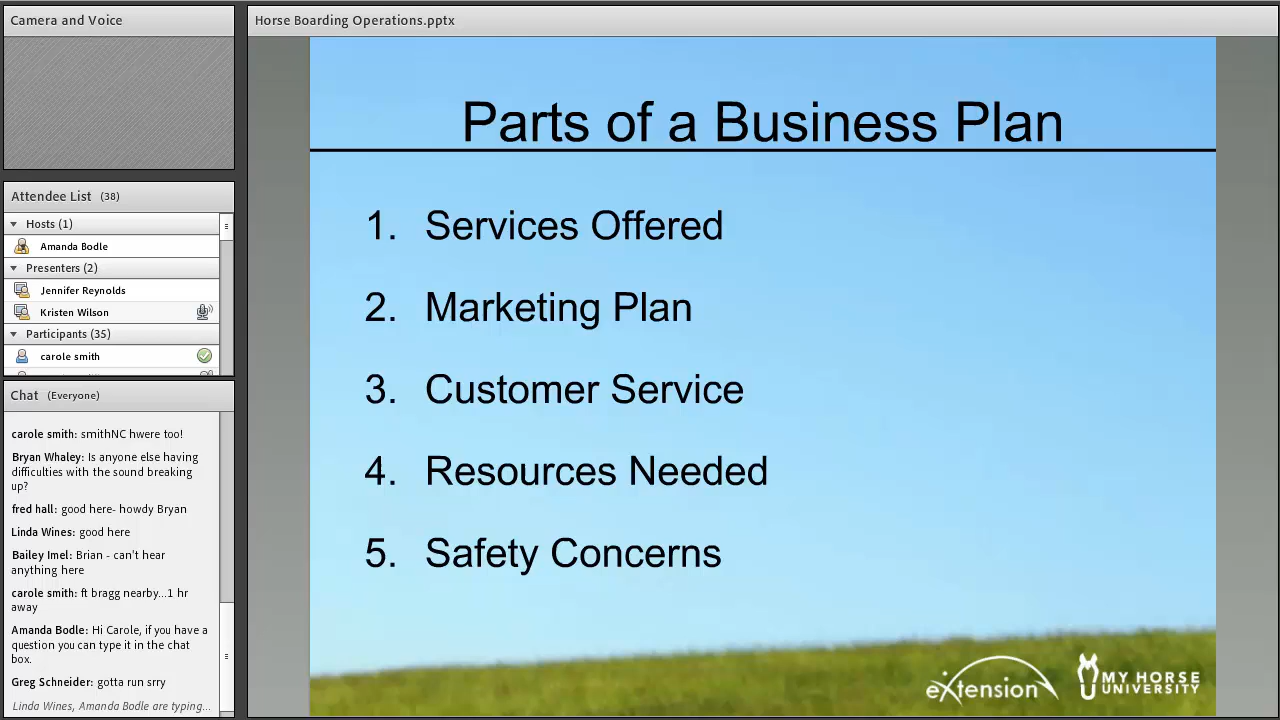 Camera and Voice
Attendee List (38)
Hosts (1)
Amanda Bodle
Presenters (2)
Jennifer Reynolds
Kristen Wilson
Participants (35)
carole smith
Chat (Everyone)
carole smith: smithNC hwere too!
Bryan Whaley: Is anyone else having
difficulties with the sound breaking
up?
fred hall: good here- howdy Bryan
Linda Wines: good here
Bailey Imel: Brian - can't hear
anything here
carole smith: ft bragg nearby...1 hr
away
Amanda Bodle: Hi Carole, if you have a
question you can type it in the chat
box.
Greg Schneider: gotta run srry
Linda Wines, Amanda Bodle are typing...
Horse Boarding Operations.pptx
Parts of a Business Plan
1. Services Offered
2. Marketing Plan
3. Customer Service
4. Resources Needed
5. Safety Concerns
eXtension
MY HORSE
UNIVERSITY